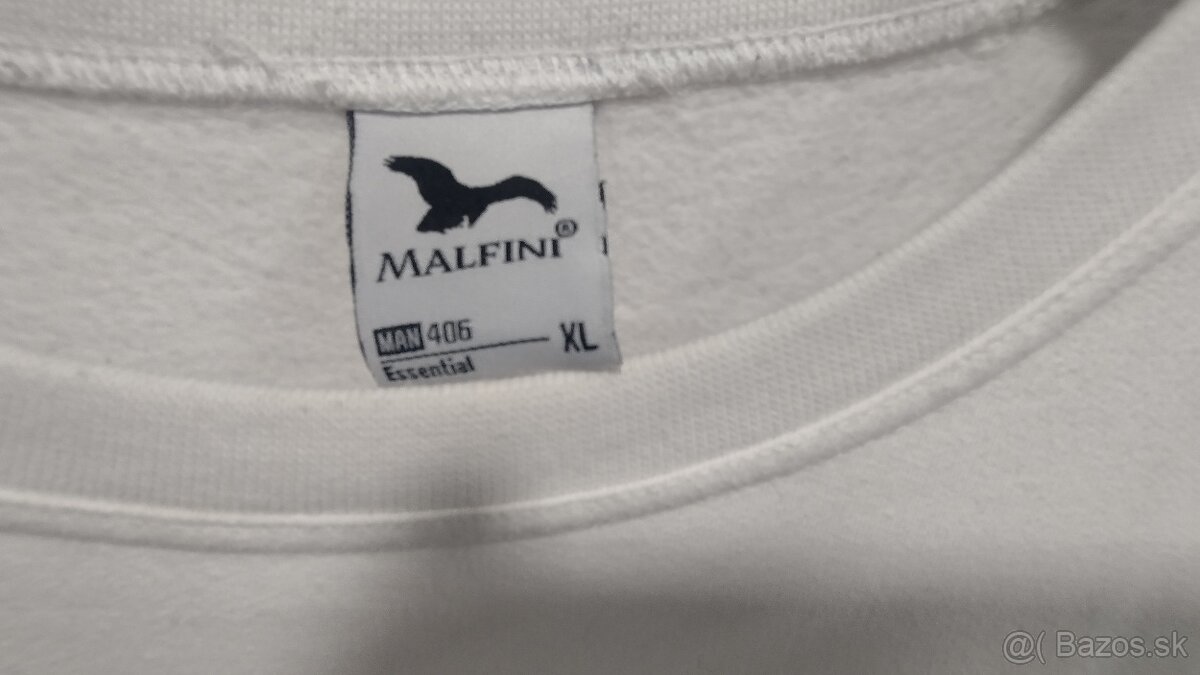 MALFINI®
MAN 406
XL
Essential
@( Bazos.sk